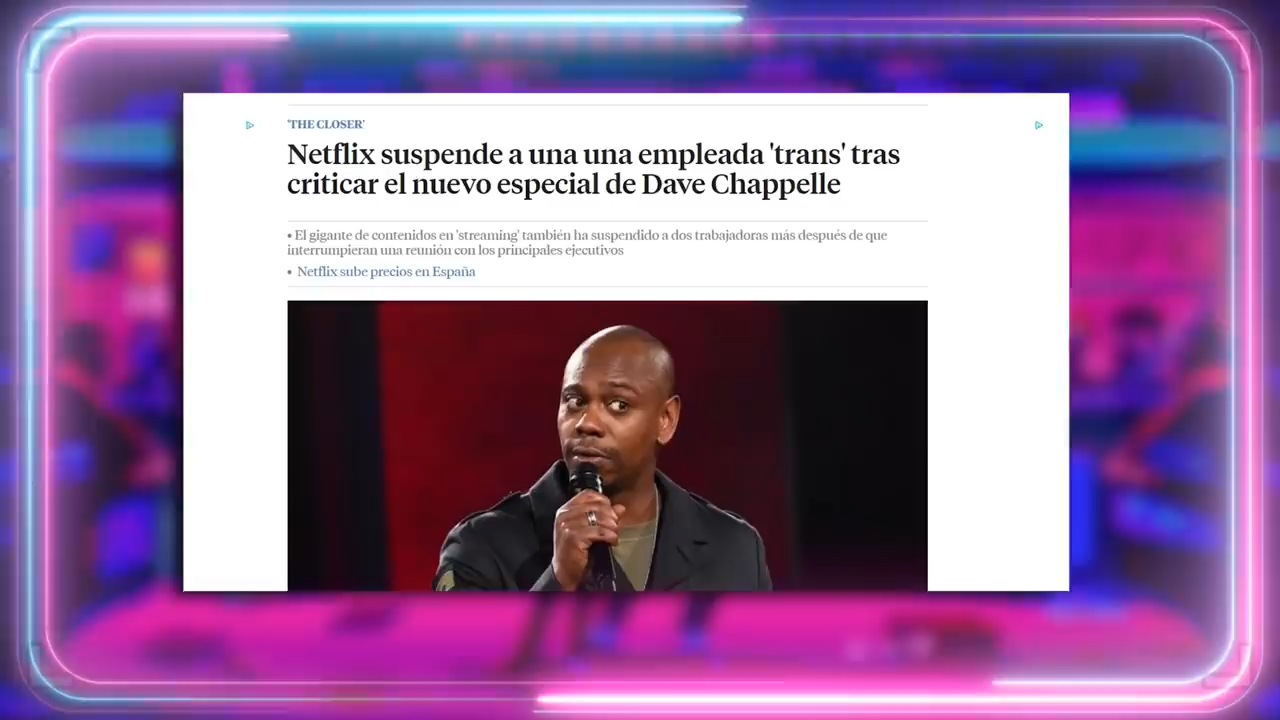 'THE CLOSER'
Netflix suspende a una una empleada 'trans' tras
criticar el nuevo especial de Dave Chappelle
▪ El gigante de contenidos en 'streaming' también ha suspendido a dos trabajadoras más después de que
interrumpieran una reunión con los principales ejecutivos
• Netflix sube precios en España